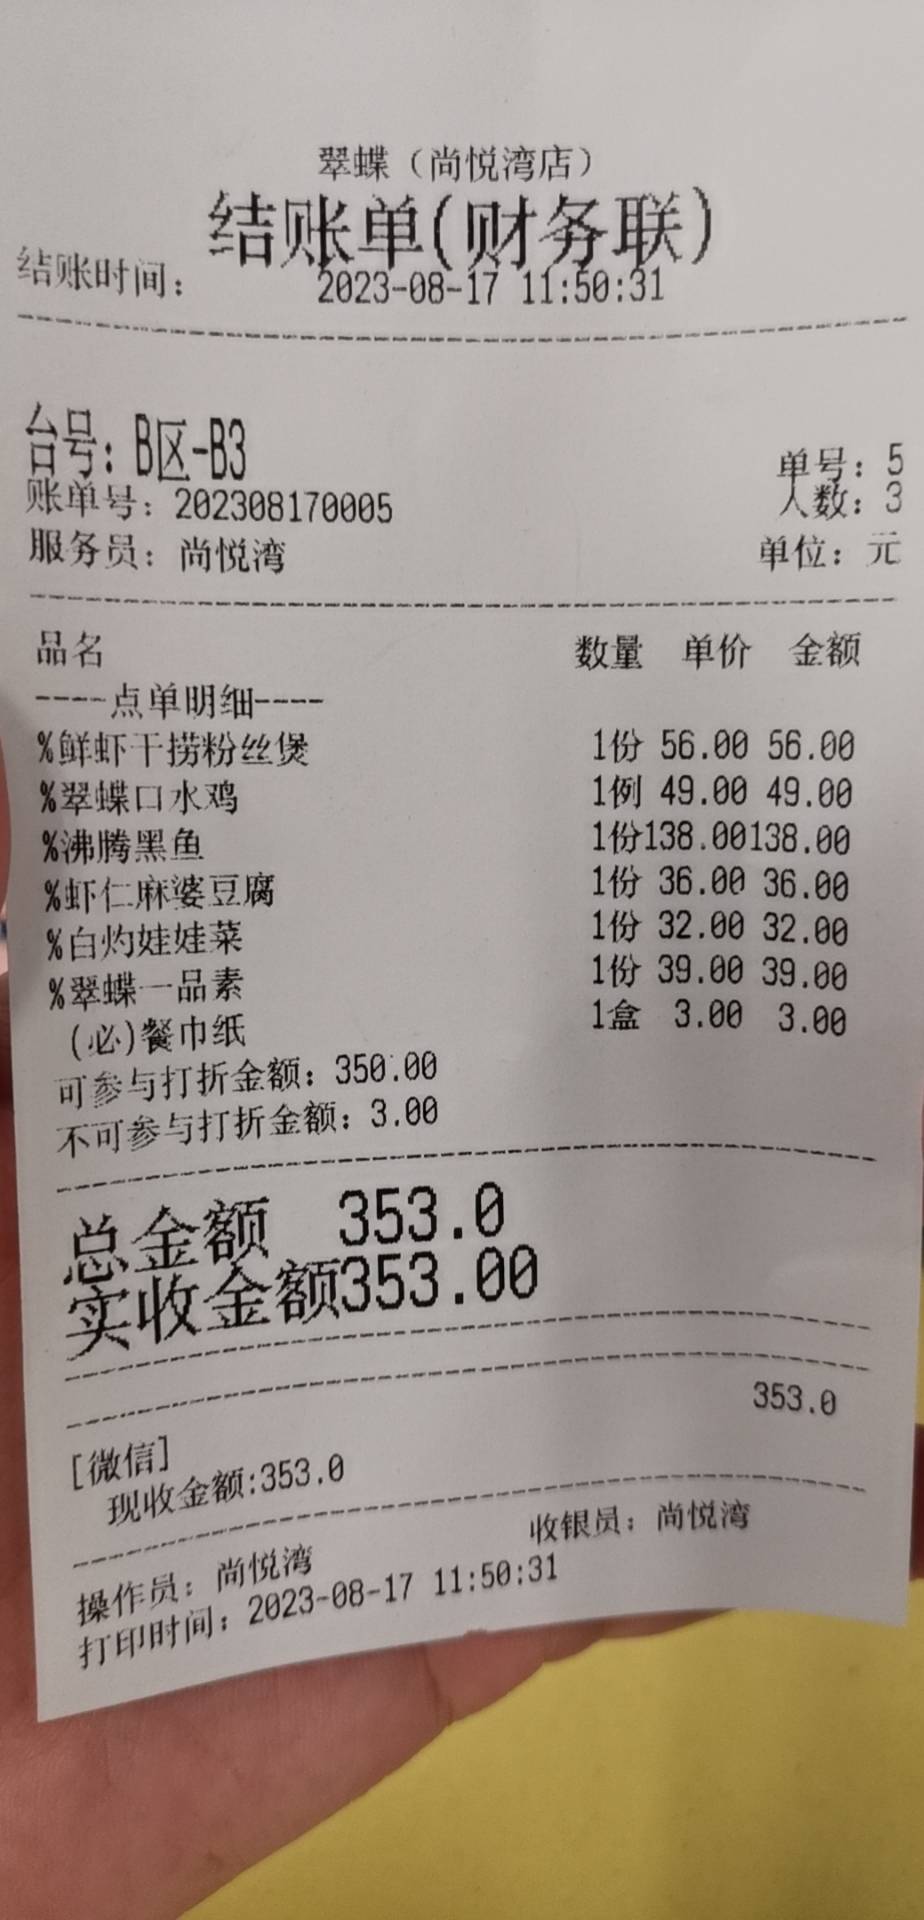 翠蝶（尚悦湾店）
结账单(财务联)
结账时间： 2023-08-17 11:50:31
台号: B区-B3
单号：5
账单号：202308170005 人数：3
服务员：尚悦湾 单位：元
品名 数量 单价 金额
----点单明细----
%鲜虾干捞粉丝煲 1份 56.00 56.00
%翠蝶口水鸡 1例 49.00 49.00
%沸腾黑鱼 1份138.00138.00
%虾仁麻婆豆腐 1份 36.00 36.00
%白灼娃娃菜 1份 32.00 32.00
%翠蝶一品素 1份 39.00 39.00
(必)餐巾纸 1盒 3.00 3.00
可参与打折金额：350.00
不可参与打折金额：3.00
总金额 353.0
实收金额353.00
353.0
[微信]
现收金额:353.0
操作员：尚悦湾 收银员：尚悦湾
打印时间：2023-08-17 11:50:31